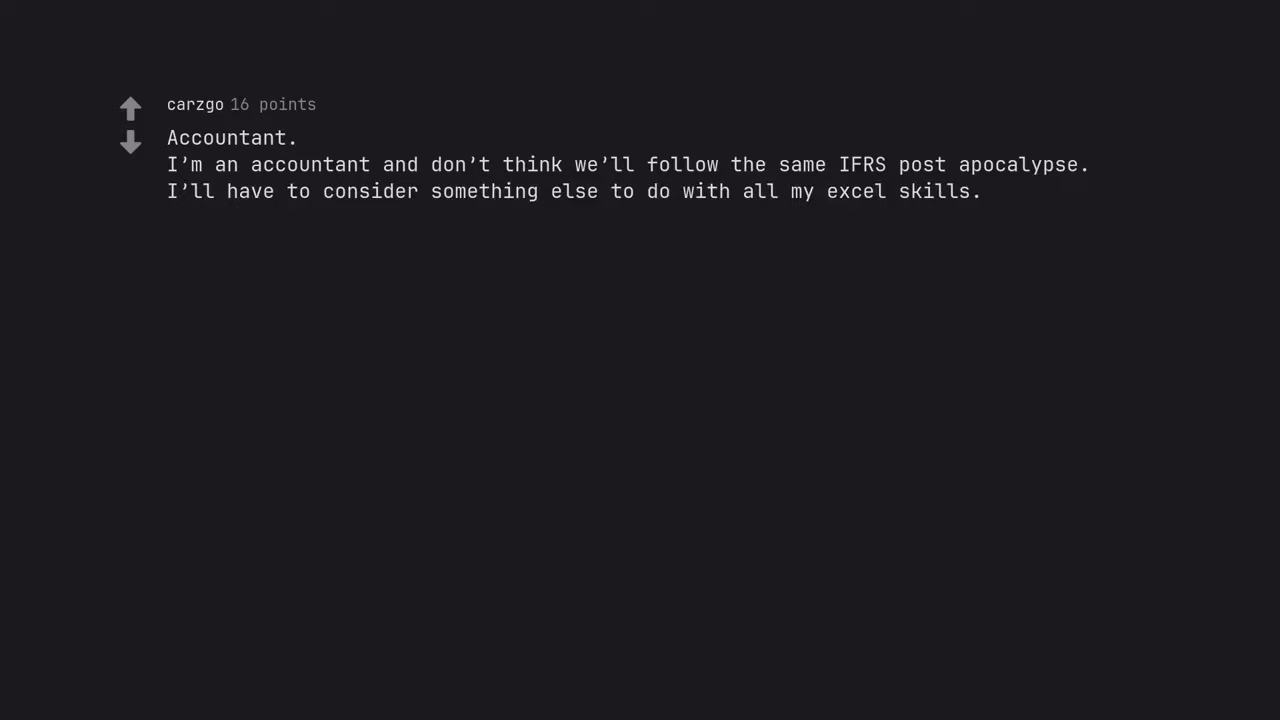 carzgo 16 points
Accountant.
I’m an accountant and don’t think we’ll follow the same IFRS post apocalypse.
I’ll have to consider something else to do with all my excel skills.